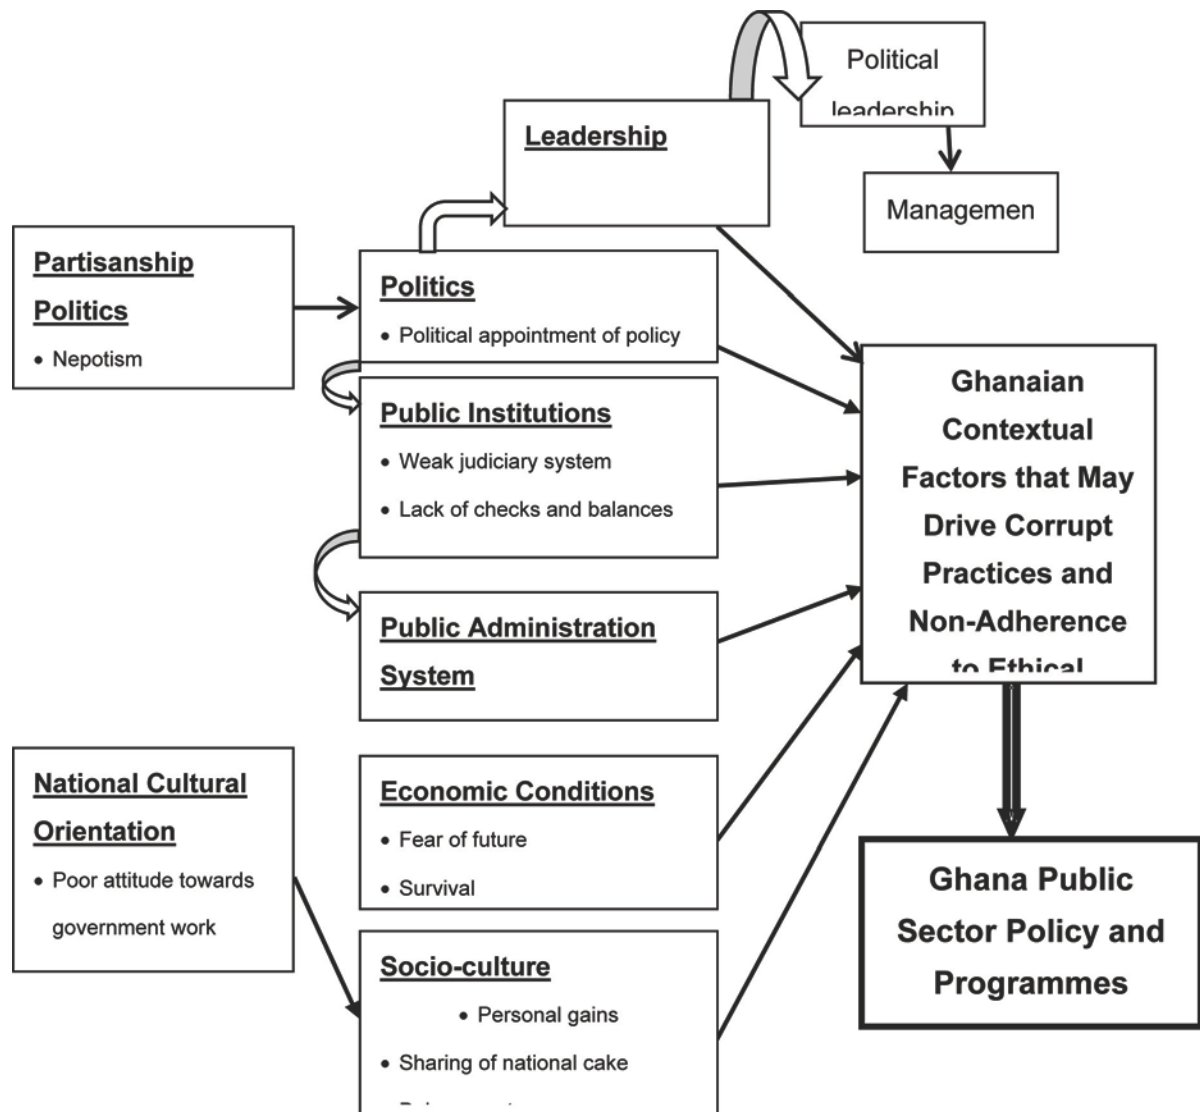 Political
leadership
Leadership
Managemen
Partisanship
Politics
• Nepotism
Politics
• Political appointment of policy
Public Institutions
• Weak judiciary system
• Lack of checks and balances
Public Administration
System
Ghanaian
Contextual
Factors that May
Drive Corrupt
Practices and
Non-Adherence
to Ethical
National Cultural
Orientation
• Poor attitude towards
government work
Economic Conditions
• Fear of future
• Survival
Socio-culture
• Personal gains
• Sharing of national cake
Ghana Public
Sector Policy and
Programmes